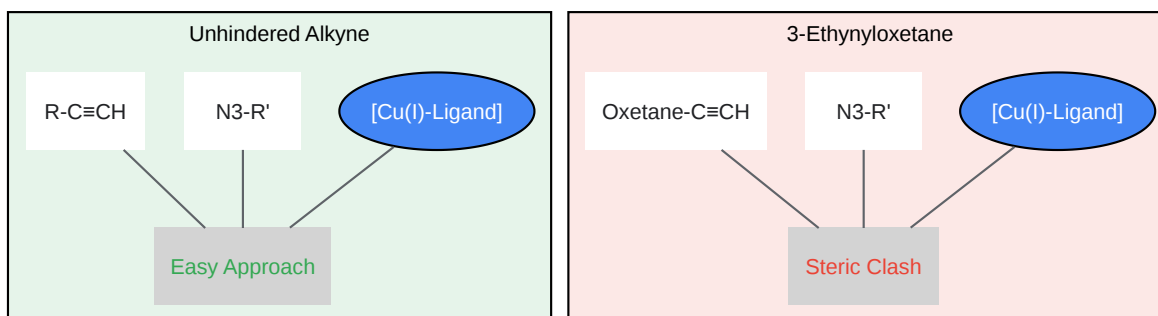 Unhindered Alkyne
R-C≡CH
N3-R'
[Cu(I)-Ligand]
Easy Approach
3-Ethynyloxetane
Oxetane-C≡CH
N3-R'
[Cu(I)-Ligand]
Steric Clash